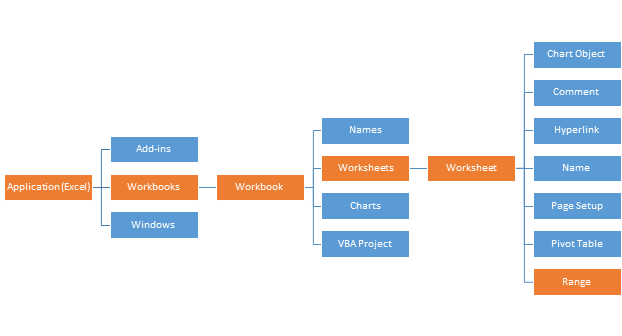 Application(Excel)
Add-ins
Workbooks
Windows
Workbook
Names
Worksheets
Charts
VBA Project
Worksheet
Chart Object
Comment
Hyperlink
Name
Page Setup
Pivot Table
Range